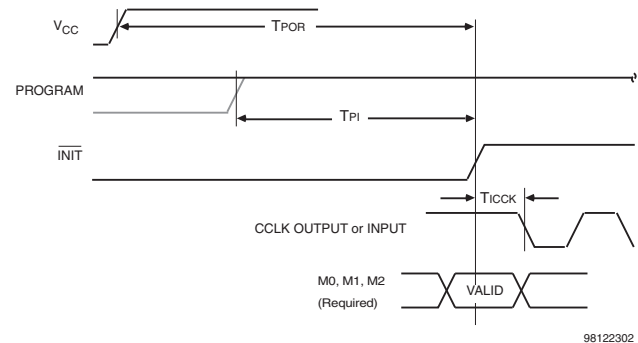 VCC
TPOR
PROGRAM
TPI
INIT
TICCK
CCLK OUTPUT or INPUT
M0, M1, M2
(Required)
VALID
98122302